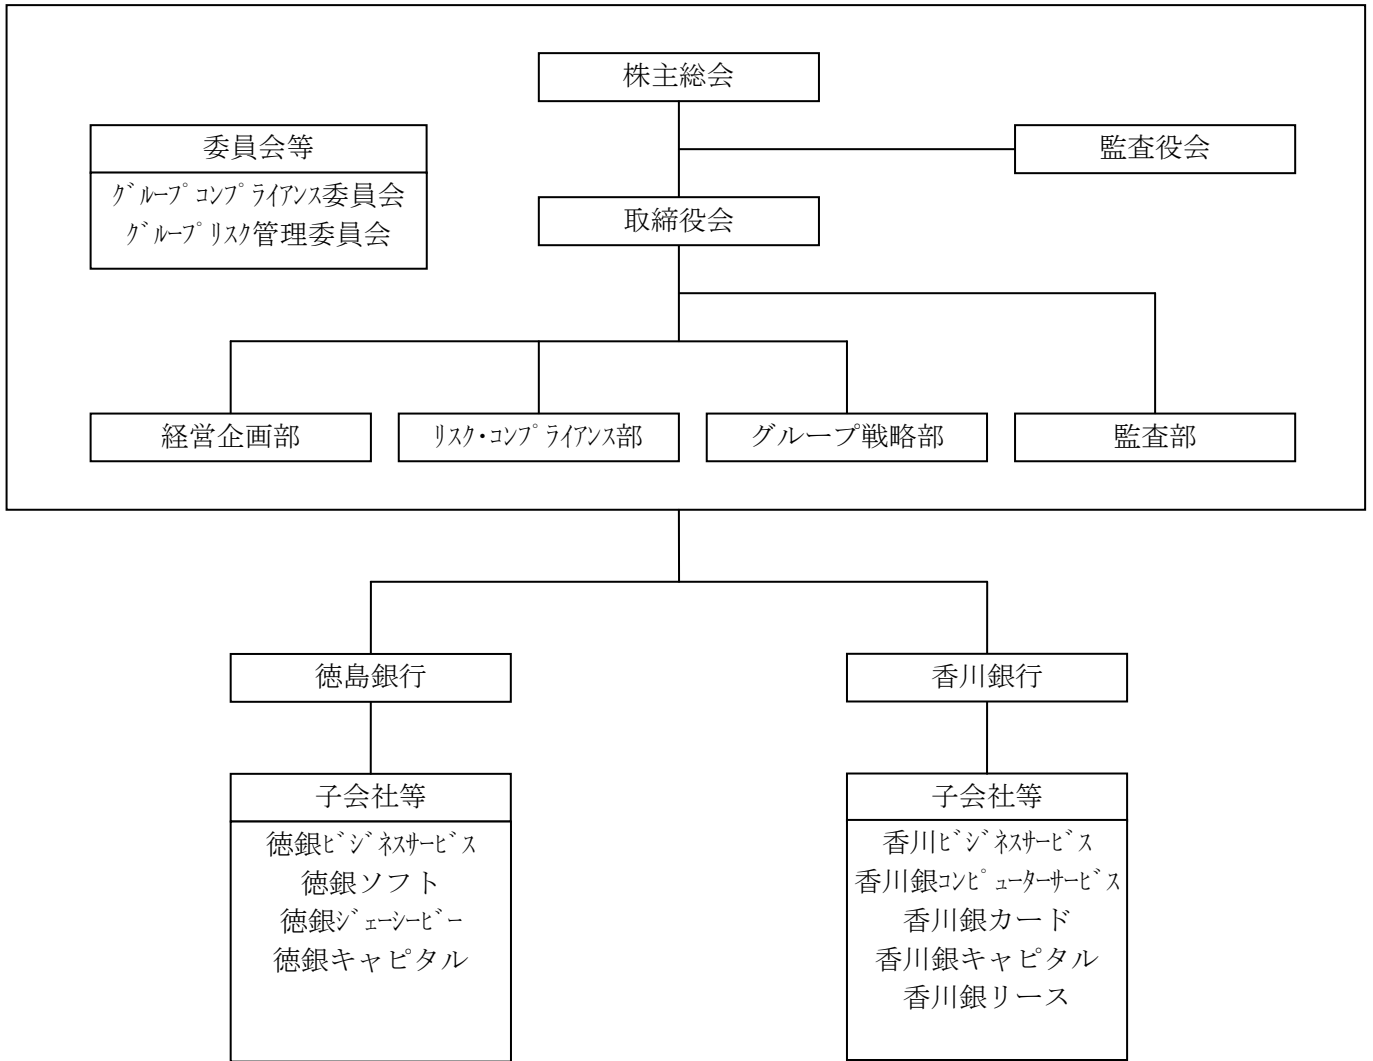 株主総会
委員会等
監査役会
グループコンプライアンス委員会
グループリスク管理委員会
取締役会
経営企画部
リスク・コンプライアンス部
グループ戦略部
監査部
徳島銀行
香川銀行
子会社等
徳銀ビジネスサービス
徳銀ソフト
徳銀ジェーシービー
徳銀キャピタル
子会社等
香川ビジネスサービス
香川銀コンピューターサービス
香川銀カード
香川銀キャピタル
香川銀リース